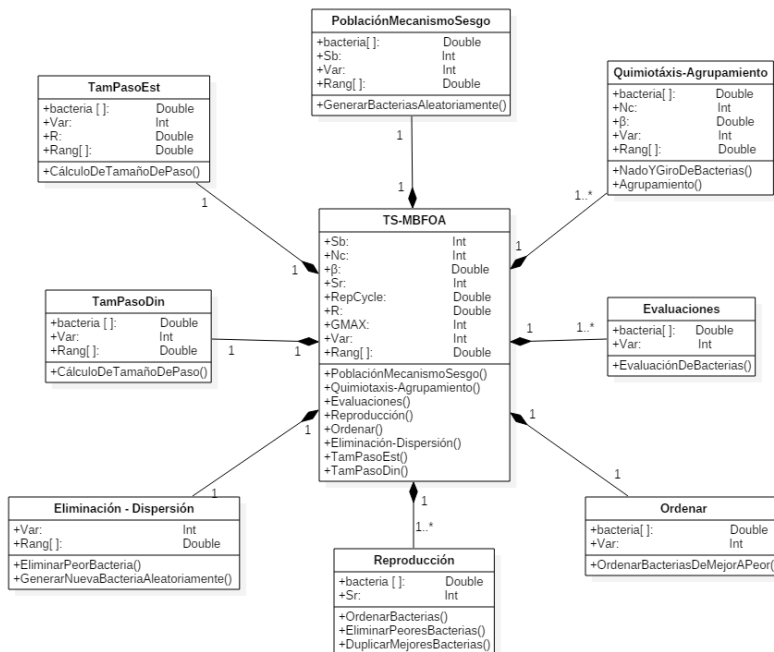 PoblaciónMecanismoSesgo
+bacteria[ ]: Double
+Sb: Int
+Var: Int
+Rang[ ]: Double
+GenerarBacteriasAleatoriamente()
1
1
TamPasoEst
+bacteria [ ]: Double
+Var: Int
+R: Double
+Rang[ ]: Double
+CálculoDeTamañoDePaso()
1
1
Quimiotáxis-Agrupamiento
+bacteria[ ]: Double
+Nc: Int
+β: Double
+Var: Int
+Rang[ ]: Double
+NadoYGiroDeBacterias()
+Agrupamiento()
1..*
1
TS-MBFOA
+Sb: Int
+Nc: Int
+β: Double
+Sr: Int
+RepCycle: Double
+R: Double
+GMAX: Int
+Var: Int
+Rang[ ]: Double
+PoblaciónMecanismoSesgo()
+Quimiotaxis-Agrupamiento()
+Evaluaciones()
+Reproducción()
+Ordenar()
+Eliminación-Dispersión()
+TamPasoEst()
+TamPasoDin()
TamPasoDin
+bacteria [ ]: Double
+Var: Int
+Rang[ ]: Double
+CálculoDeTamañoDePaso()
1
1
Evaluaciones
+bacteria[ ]: Double
+Var: Int
+EvaluaciónDeBacterias()
1
1..*
Eliminación - Dispersión
+Var: Int
+Rang[ ]: Double
+EliminarPeorBacteria()
+GenerarNuevaBacteriaAleatoriamente()
1
1
Ordenar
+bacteria[ ]: Double
+Var: Int
+OrdenarBacteriasDeMejorAPeor()
1
1
Reproducción
+bacteria [ ]: Double
+Sr: Int
+OrdenarBacterias()
+EliminarPeoresBacterias()
+DuplicarMejoresBacterias()
1
1..*